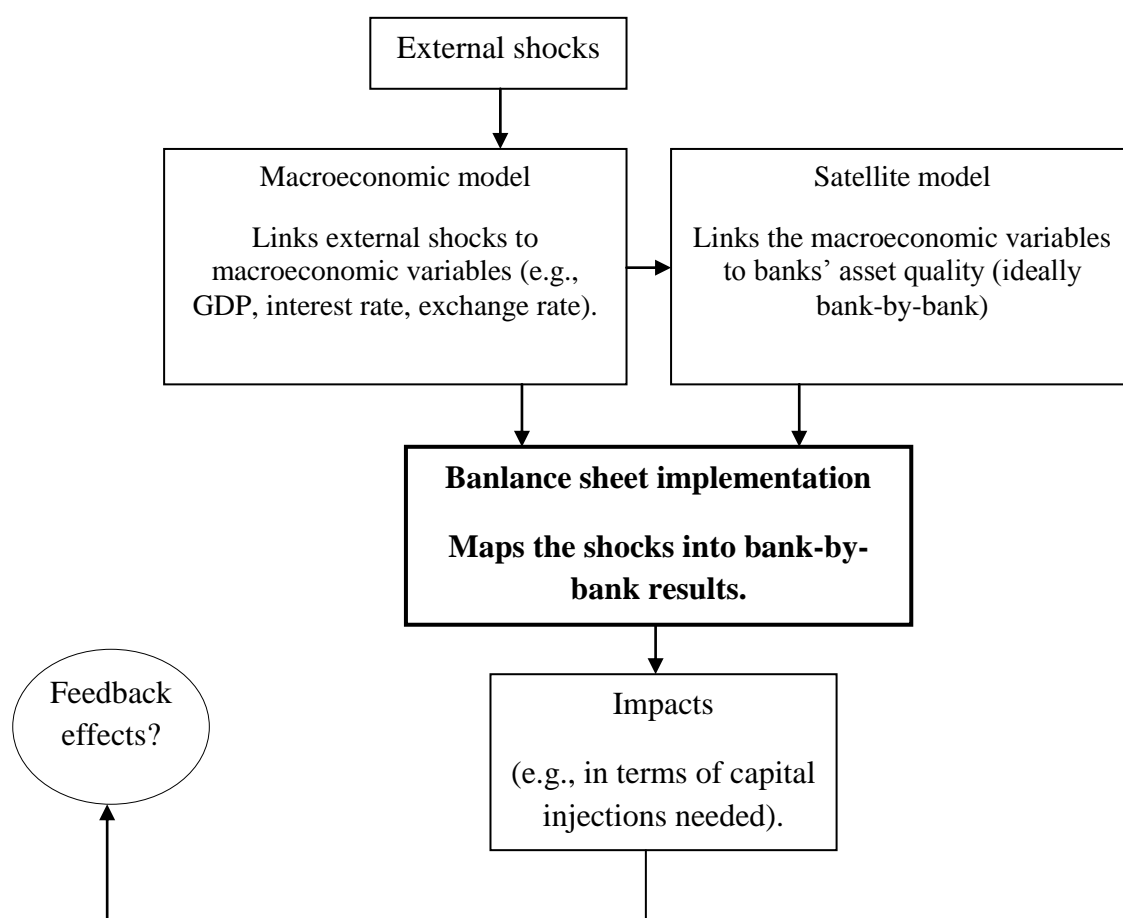 External shocks
Macroeconomic model
Links external shocks to
macroeconomic variables (e.g.,
GDP, interest rate, exchange rate).
Satellite model
Links the macroeconomic variables
to banks’ asset quality (ideally
bank-by-bank)
Banlance sheet implementation
Maps the shocks into bank-by-
bank results.
Feedback
effects?
Impacts
(e.g., in terms of capital
injections needed).